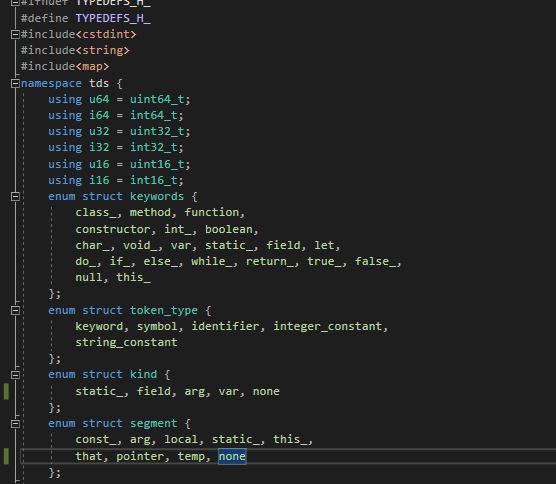 #ifndef TYPEDEFS_H_
#define TYPEDEFS_H_
#include<cstdint>
#include<string>
#include<map>
namespace tds {
    using u64 = uint64_t;
    using i64 = int64_t;
    using u32 = uint32_t;
    using i32 = int32_t;
    using u16 = uint16_t;
    using i16 = int16_t;
    enum struct keywords {
        class_, method, function,
        constructor, int_, boolean,
        char_, void_, var, static_, field, let,
        do_, if_, else_, while_, return_, true_, false_,
        null, this_
    };
    enum struct token_type {
        keyword, symbol, identifier, integer_constant,
        string_constant
    };
    enum struct kind {
        static_, field, arg, var, none
    };
    enum struct segment {
        const_, arg, local, static_, this_,
        that, pointer, temp, none
    };